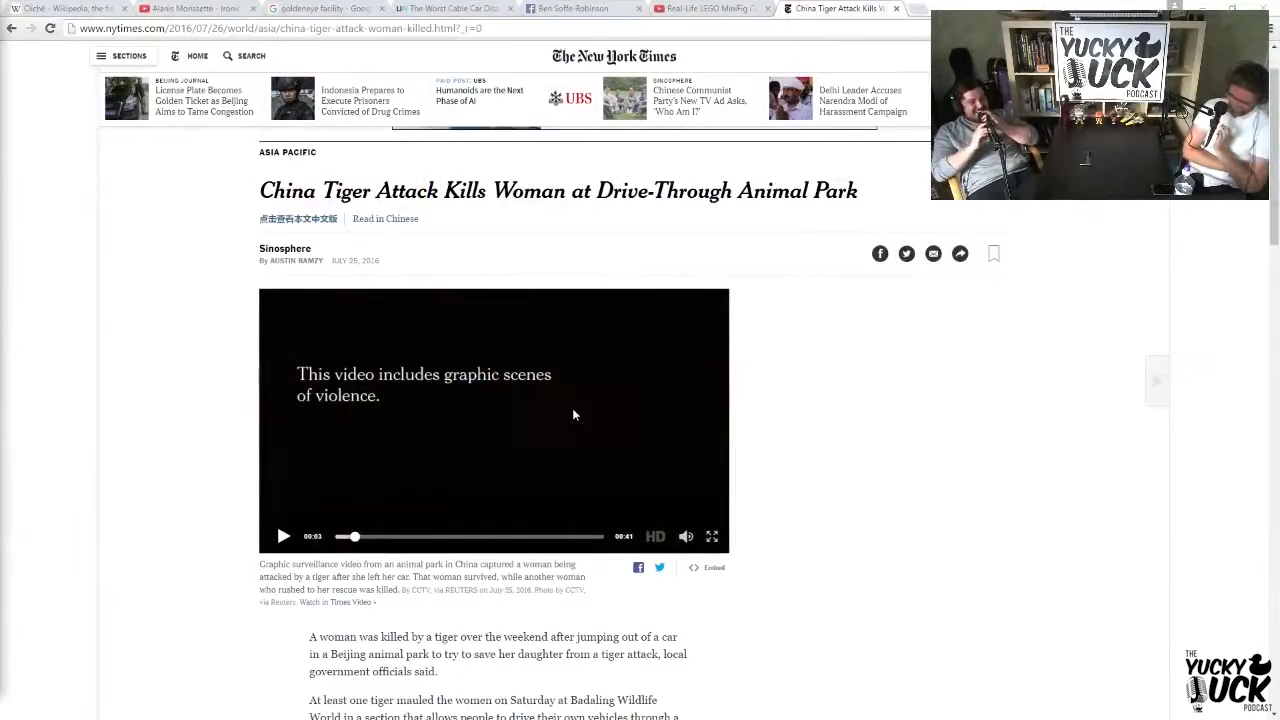 Cliché - Wikipedia, the f
Alanis Morissette - Ironic
goldeneye facility - Goog
The Worst Cable Car Disa
Ben Soffe-Robinson
Real-Life LEGO MiniFig C
China Tiger Attack Kills W
www.nytimes.com/2016/07/26/world/asia/china-tiger-attack-woman-killed.html?_r=0
SECTIONS
HOME
SEARCH
The New York Times
BEIJING JOURNAL
License Plate Becomes
Golden Ticket as Beijing
Aims to Tame Congestion
Indonesia Prepares to
Execute Prisoners
Convicted of Drug Crimes
PAID POST: UBS
Humanoids are the Next
Phase of AI
UBS
SINOSPHERE
Chinese Communist
Party's New TV Ad Asks,
'Who Am I?'
Delhi Leader Accuses
Narendra Modi of
Harassment Campaign
THE
YUCKY
UCK
PODCAST
ASIA PACIFIC
China Tiger Attack Kills Woman at Drive-Through Animal Park
点击查看本文中文版
Read in Chinese
Sinosphere
By AUSTIN RAMZY JULY 25, 2016
This video includes graphic scenes
of violence.
00:03
00:41
HD
Graphic surveillance video from an animal park in China captured a woman being
attacked by a tiger after she left her car. That woman survived, while another woman
who rushed to her rescue was killed. By CCTV, via REUTERS on July 25, 2016. Photo by CCTV,
via Reuters. Watch in Times Video »
Embed
A woman was killed by a tiger over the weekend after jumping out of a car
in a Beijing animal park to try to save her daughter from a tiger attack, local
government officials said.
At least one tiger mauled the women on Saturday at Badaling Wildlife
World in a section that allows people to drive their own vehicles through a
THE
YUCKY
UCK
PODCAST